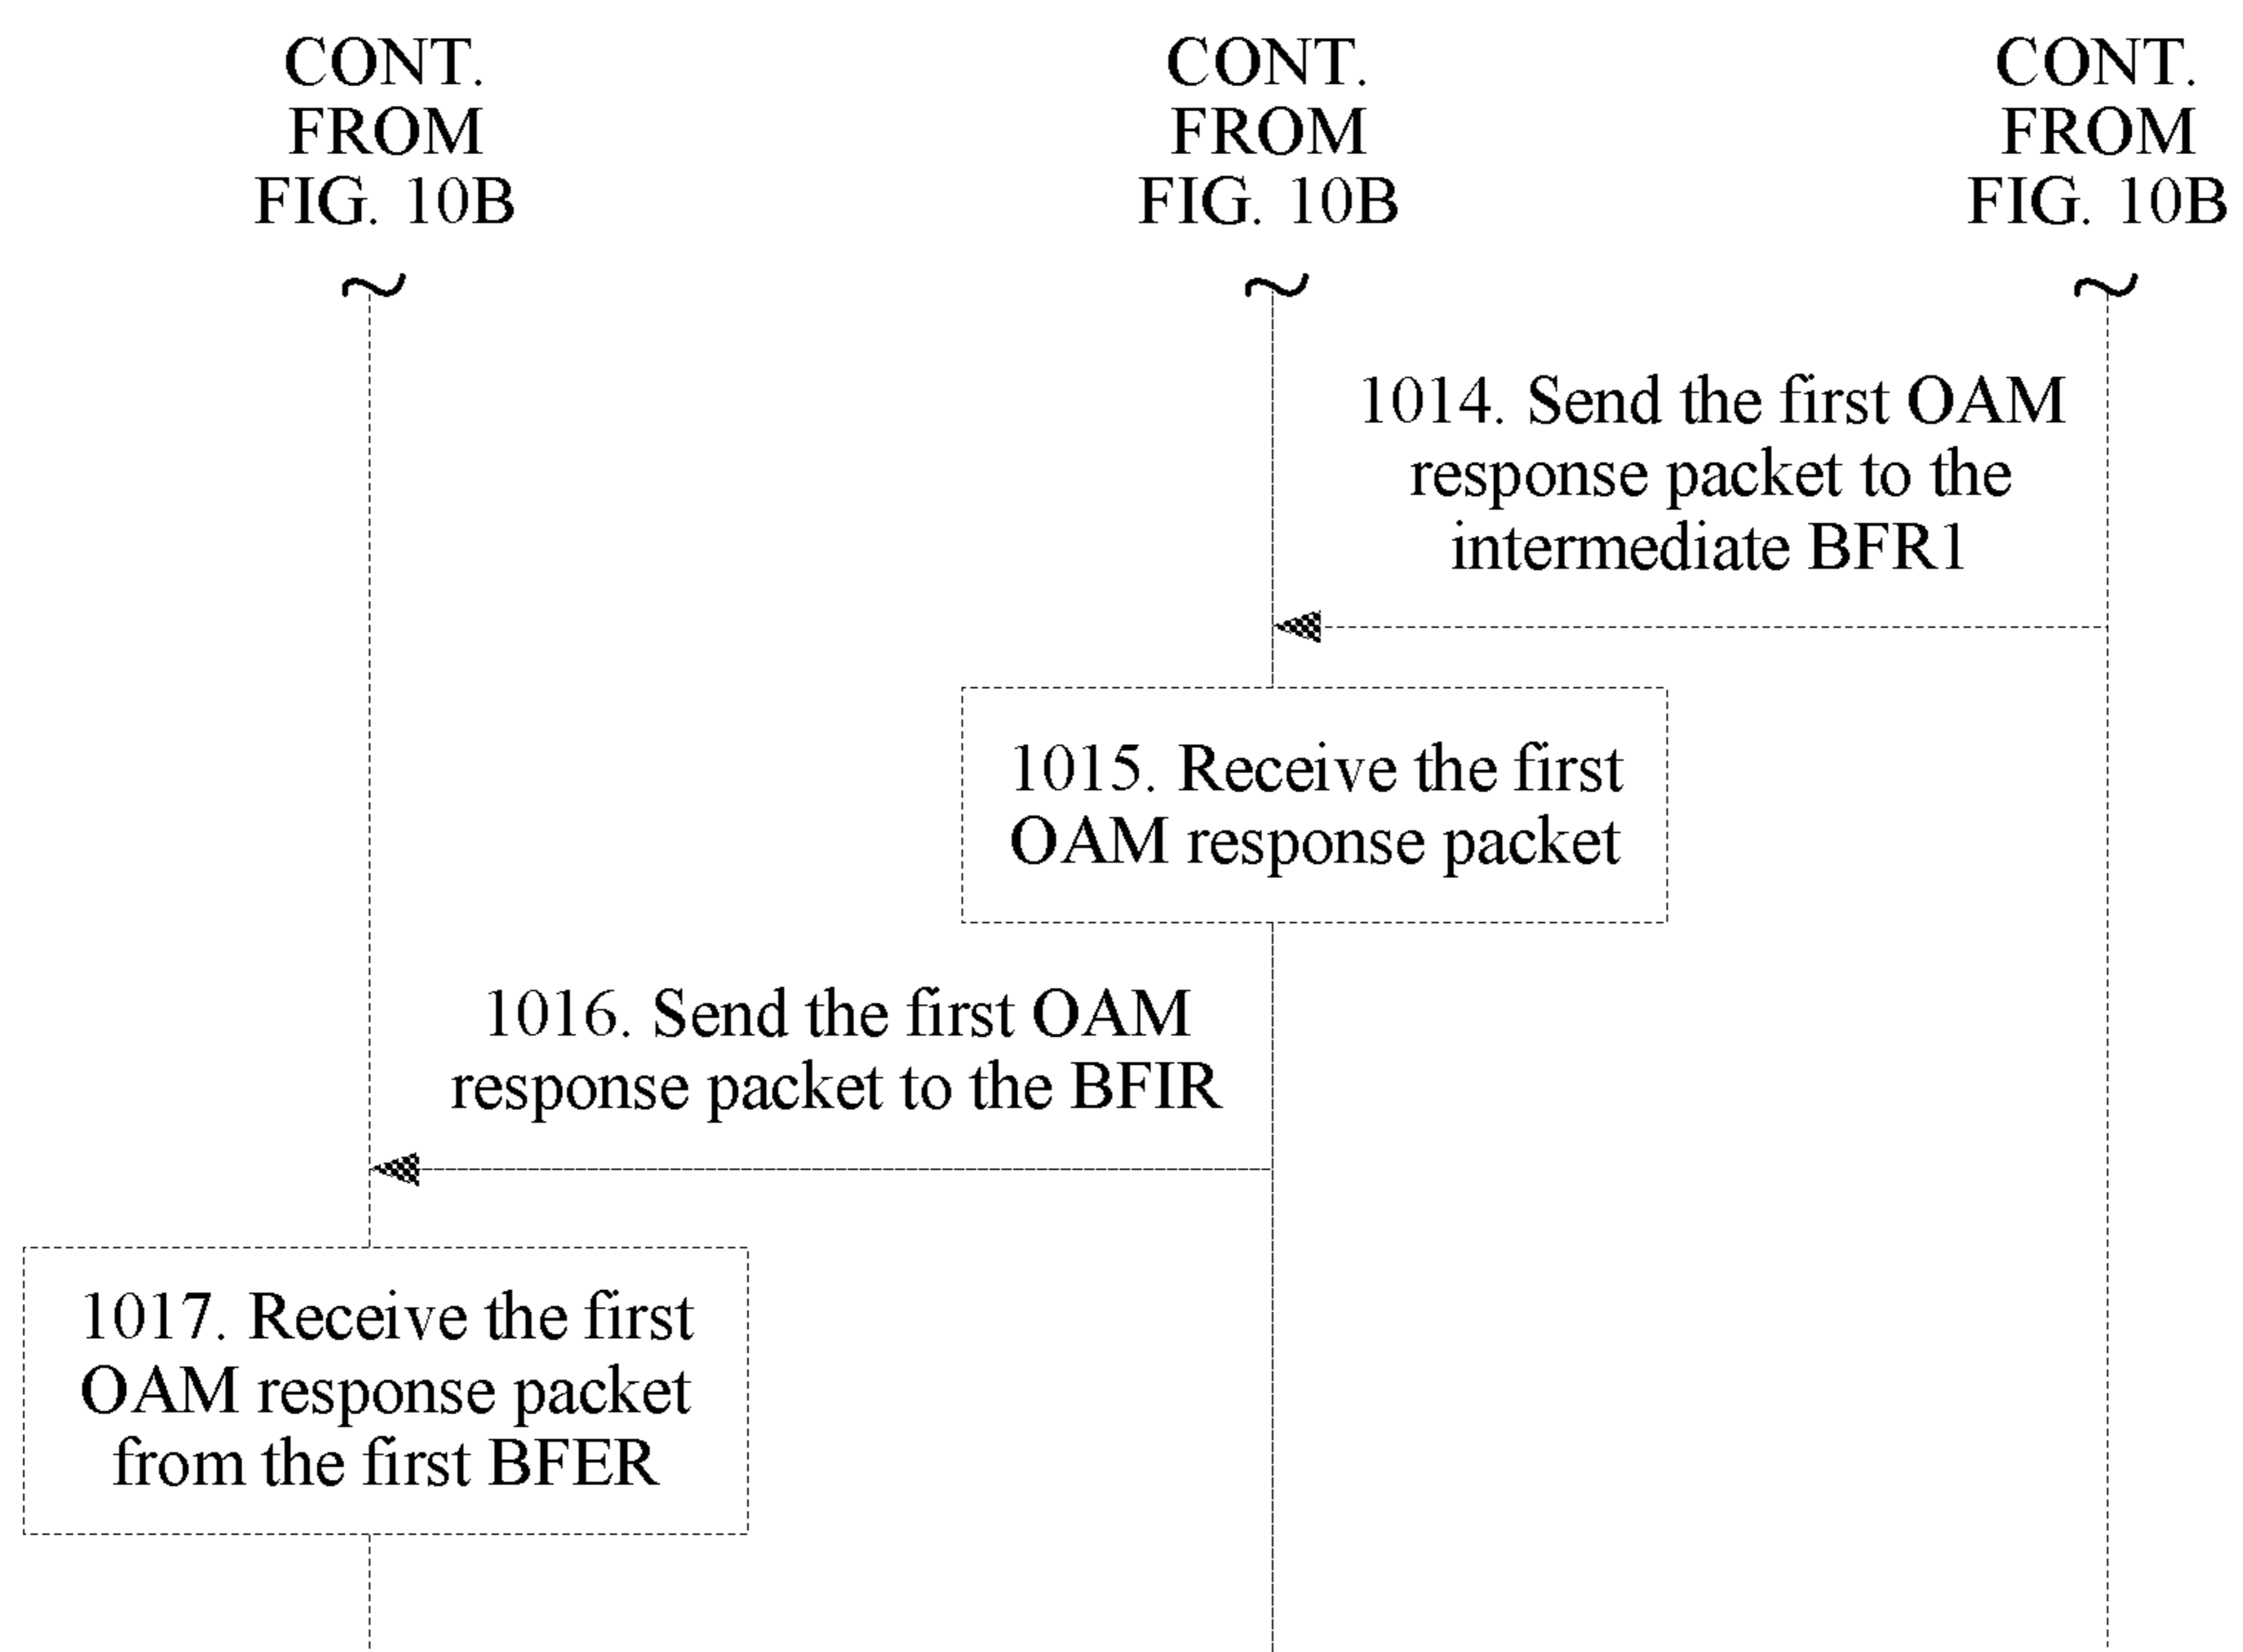 CONT.
FROM
FIG. 10B
CONT.
FROM
FIG. 10B
CONT.
FROM
FIG. 10B
1014. Send the first OAM
response packet to the
intermediate BFR1
1015. Receive the first
OAM response packet
1016. Send the first OAM
response packet to the BFIR
1017. Receive the first
OAM response packet
from the first BFER